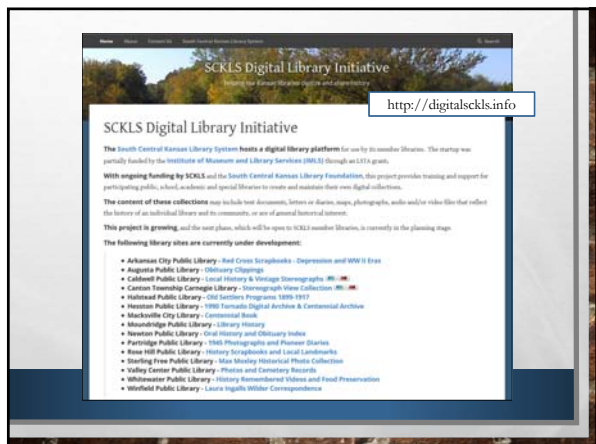 Home About Contact Us South Central Kansas Library System Search
SCKLS Digital Library Initiative
helping our Kansas libraries digitize and share history
http://digitalsckls.info
SCKLS Digital Library Initiative
The South Central Kansas Library System hosts a digital library platform for use by its member libraries. The startup was
partially funded by the Institute of Museum and Library Services (IMLS) through an LSTA grant.
With ongoing funding by SCKLS and the South Central Kansas Library Foundation, this project provides training and support for
participating public, school, academic and special libraries to create and maintain their own digital collections.
The content of these collections may include text documents, letters or diaries, maps, photographs, audio and/or video files that reflect
the history of an individual library and its community, or are of general historical interest.
This project is growing, and the next phase, which will be open to SCKLS member libraries, is currently in the planning stage.
The following library sites are currently under development:
• Arkansas City Public Library - Red Cross Scrapbooks - Depression and WW II Eras
• Augusta Public Library - Obituary Clippings
• Caldwell Public Library - Local History & Vintage Stereographs
• Canton Township Carnegie Library - Stereograph View Collection
• Halstead Public Library - Old Settlers Programs 1899-1917
• Hesston Public Library - 1990 Tornado Digital Archive & Centennial Archive
• Macksville City Library - Centennial Book
• Moundridge Public Library - Library History
• Newton Public Library - Oral History and Obituary Index
• Partridge Public Library - 1945 Photographs and Pioneer Diaries
• Rose Hill Public Library - History Scrapbooks and Local Landmarks
• Sterling Free Public Library - Max Moxley Historical Photo Collection
• Valley Center Public Library - Photos and Cemetery Records
• Whitewater Public Library - History Remembered Videos and Food Preservation
• Winfield Public Library - Laura Ingalls Wilder Correspondence